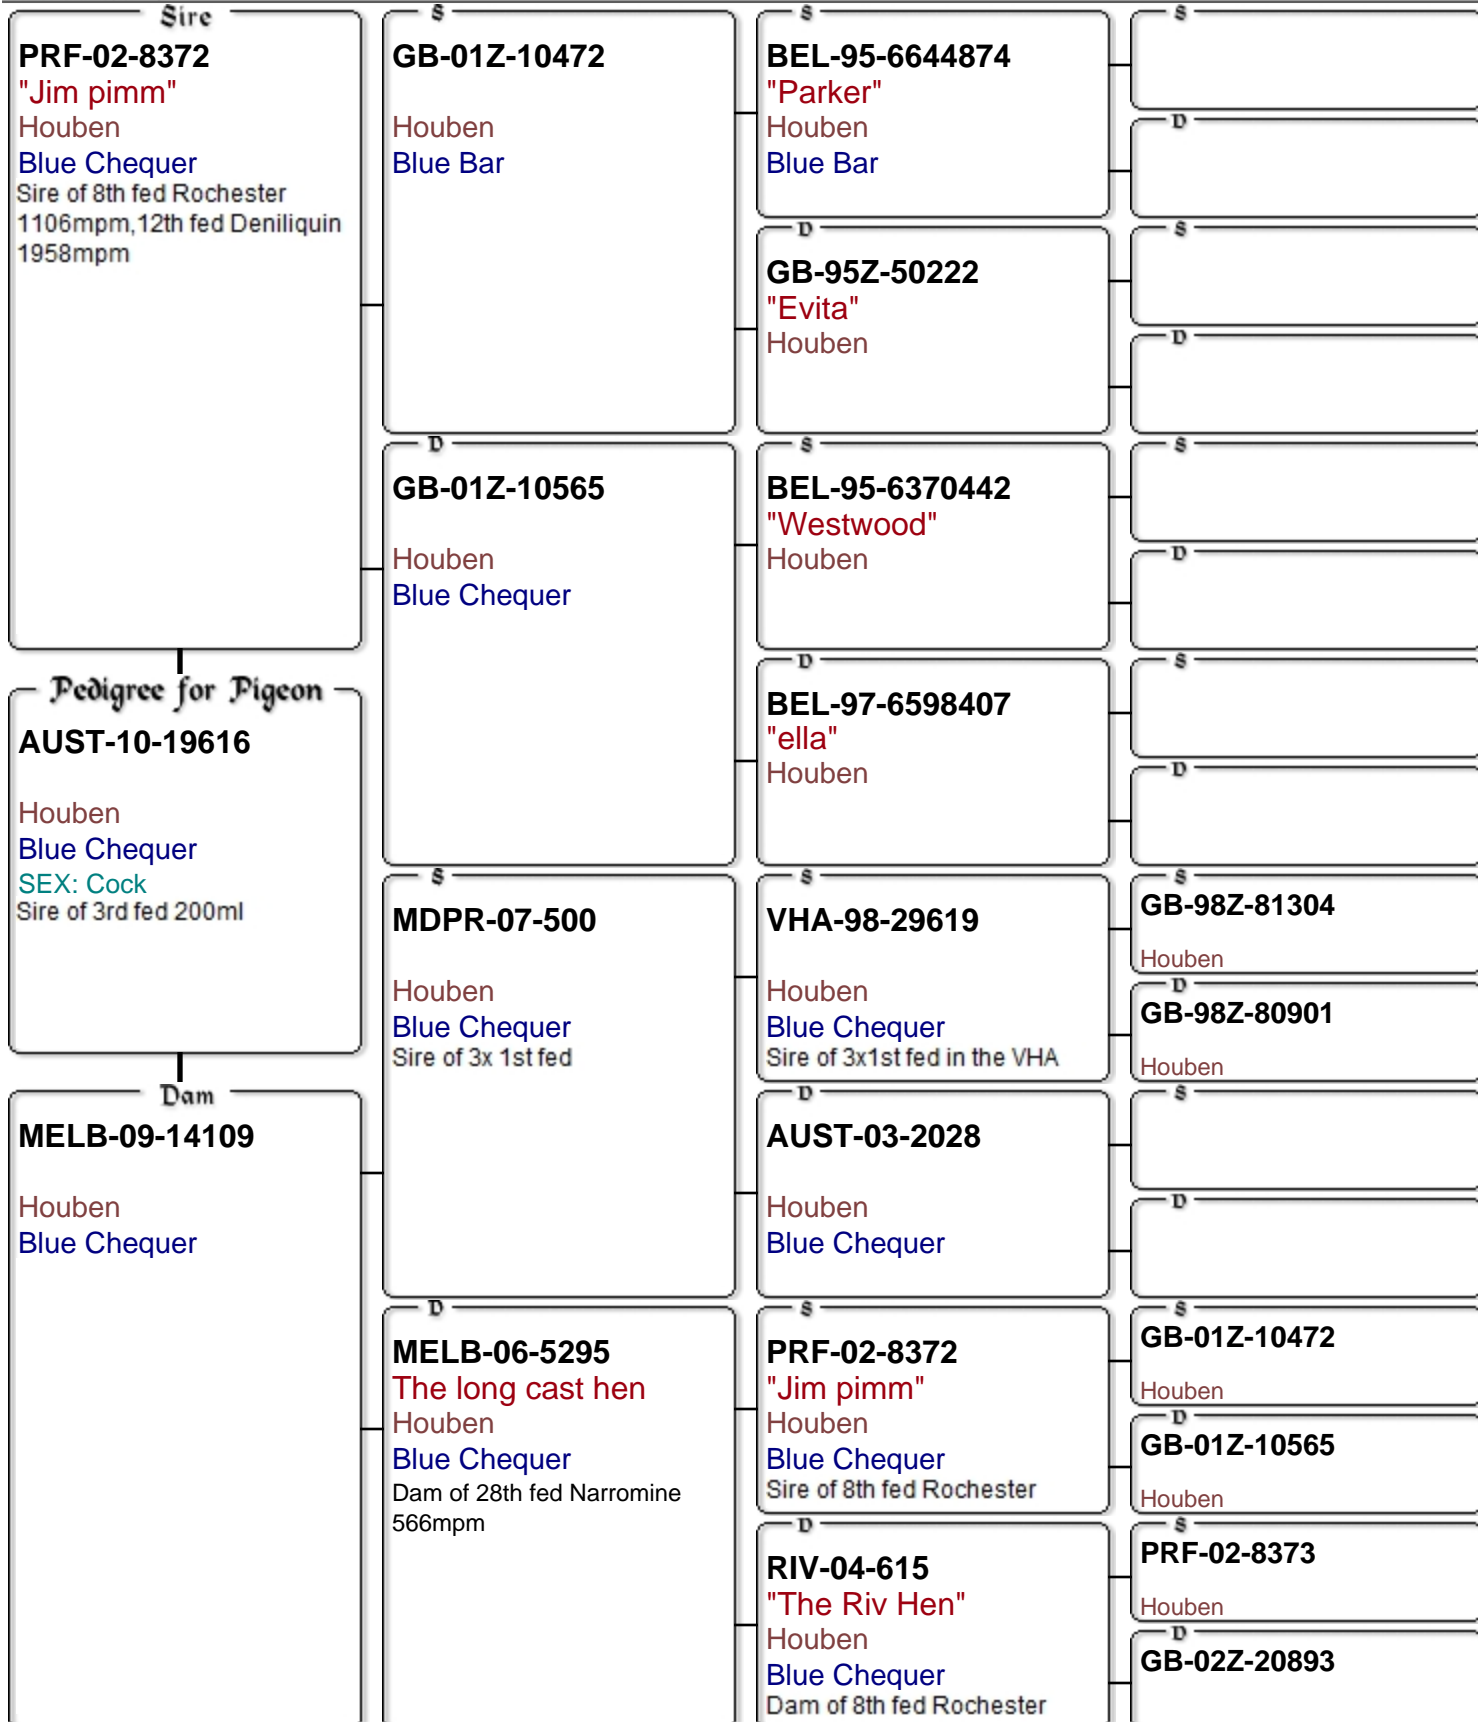 Sire
PRF-02-8372
"Jim pimm"
Houben
Blue Chequer
Sire of 8th fed Rochester
1106mpm,12th fed Deniliquin
1958mpm
Pedigree for Pigeon
AUST-10-19616
Houben
Blue Chequer
SEX: Cock
Sire of 3rd fed 200ml
Dam
MELB-09-14109
Houben
Blue Chequer
S
GB-01Z-10472
Houben
Blue Bar
D
GB-01Z-10565
Houben
Blue Chequer
S
MDPR-07-500
Houben
Blue Chequer
Sire of 3x 1st fed
D
MELB-06-5295
The long cast hen
Houben
Blue Chequer
Dam of 28th fed Narromine
566mpm
S
BEL-95-6644874
"Parker"
Houben
Blue Bar
D
GB-95Z-50222
"Evita"
Houben
S
BEL-95-6370442
"Westwood"
Houben
D
BEL-97-6598407
"ella"
Houben
S
VHA-98-29619
Houben
Blue Chequer
Sire of 3x1st fed in the VHA
D
AUST-03-2028
Houben
Blue Chequer
S
PRF-02-8372
"Jim pimm"
Houben
Blue Chequer
Sire of 8th fed Rochester
D
RIV-04-615
"The Riv Hen"
Houben
Blue Chequer
Dam of 8th fed Rochester
S
D
S
D
S
D
S
D
S
GB-98Z-81304
Houben
D
GB-98Z-80901
Houben
S
D
S
GB-01Z-10472
Houben
D
GB-01Z-10565
Houben
S
PRF-02-8373
Houben
D
GB-02Z-20893